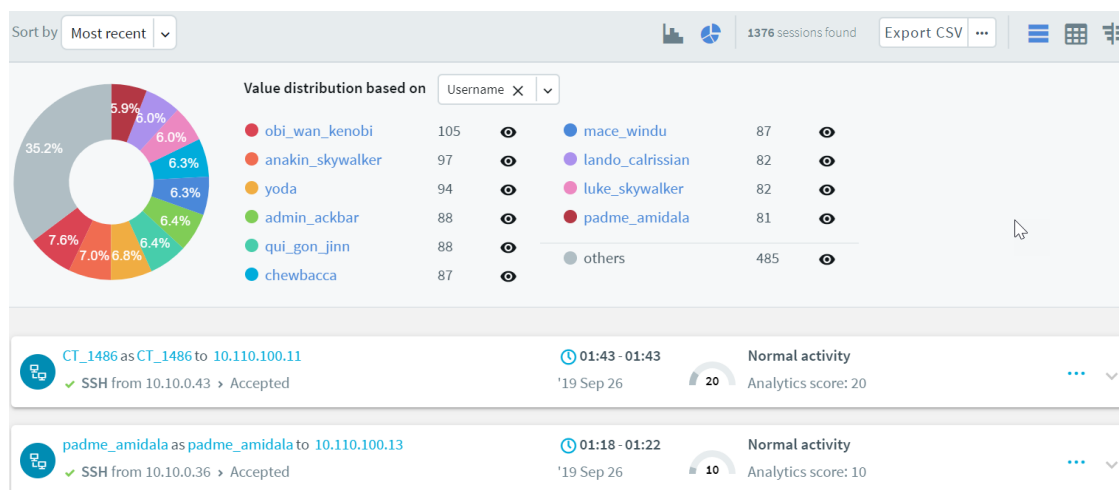 Sort by Most recent 1376 sessions found Export CSV ...
Value distribution based on Username
5.9%
6.0%
6.0%
6.3%
6.3%
6.4%
6.4%
6.8%
7.0%
7.6%
35.2%
obi_wan_kenobi 105
anakin_skywalker 97
yoda 94
admin_ackbar 88
qui_gon_jinn 88
chewbacca 87
mace_windu 87
lando_calrissian 82
luke_skywalker 82
padme_amidala 81
others 485
CT_1486 as CT_1486 to 10.110.100.11 01:43 - 01:43 Normal activity
SSH from 10.10.0.43 > Accepted '19 Sep 26 20 Analytics score: 20
padme_amidala as padme_amidala to 10.110.100.13 01:18 - 01:22 Normal activity
SSH from 10.10.0.36 > Accepted '19 Sep 26 10 Analytics score: 10